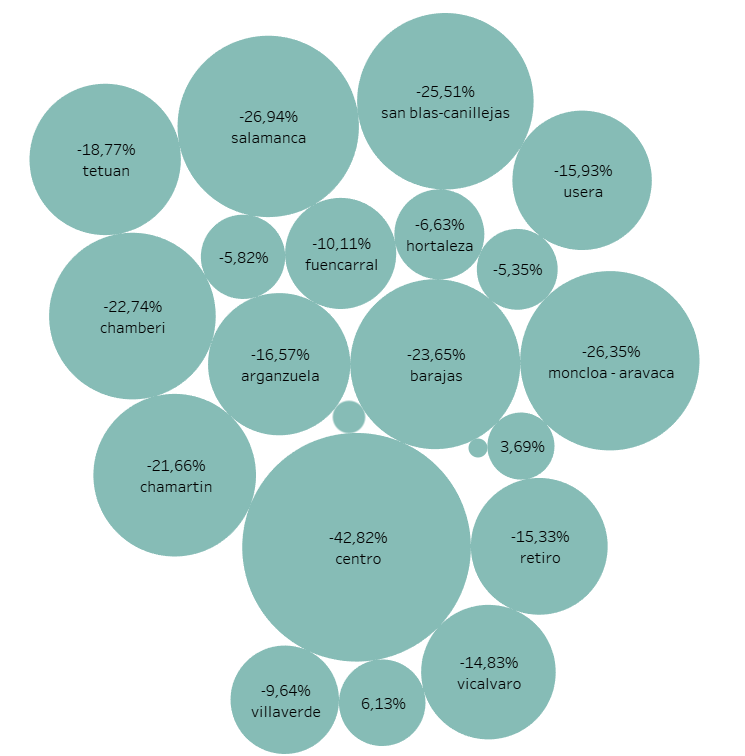 -25,51%
san blas-canillejas
-26,94%
salamanca
-18,77%
tetuan
-15,93%
usera
-6,63%
hortaleza
-10,11%
fuencarral
-5,82%
-5,35%
-22,74%
chamberi
-16,57%
arganzuela
-23,65%
barajas
-26,35%
moncloa - aravaca
3,69%
-21,66%
chamartin
-42,82%
centro
-15,33%
retiro
-14,83%
vicalvaro
-9,64%
villaverde
6,13%